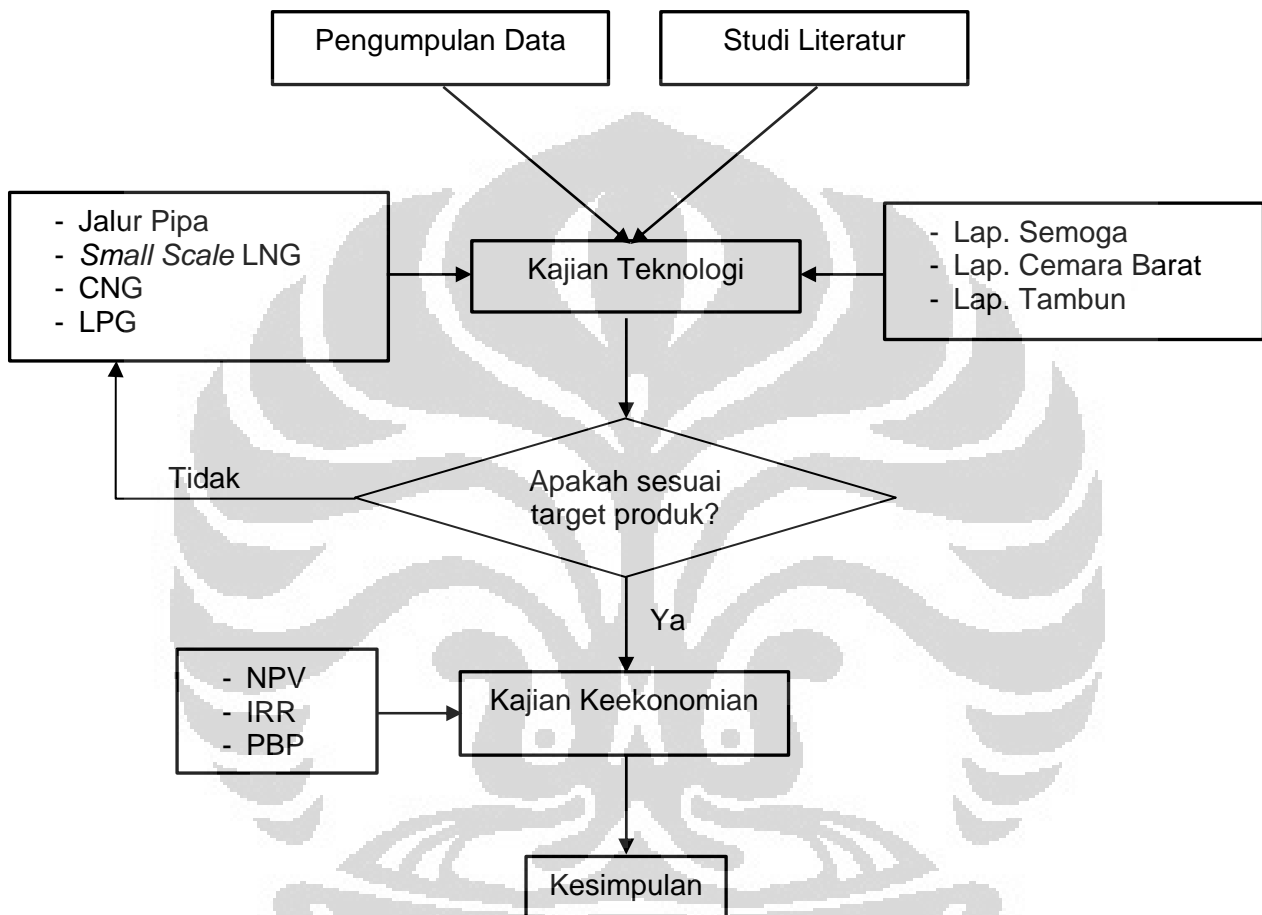 Pengumpulan Data
Studi Literatur
- Jalur Pipa
- Small Scale LNG
- CNG
- LPG
Kajian Teknologi
- Lap. Semoga
- Lap. Cemara Barat
- Lap. Tambun
Tidak
Apakah sesuai
target produk?
Ya
- NPV
- IRR
- PBP
Kajian Keekonomian
Kesimpulan